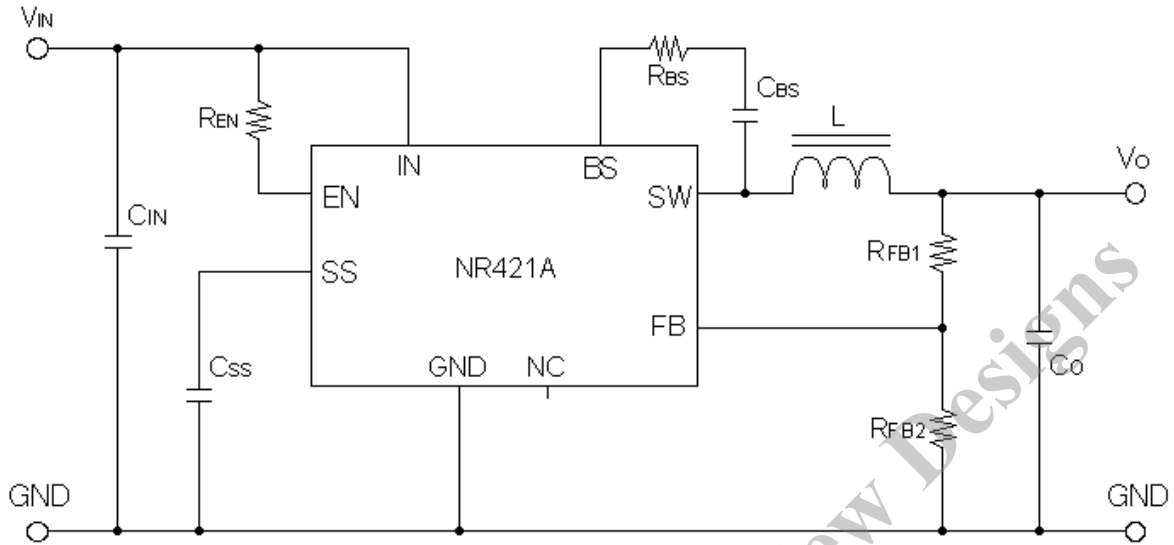 VIN
RBS
CBS
REN
L
IN
BS
VO
EN
SW
CIN
RFB1
SS
NR421A
FB
CSS
GND
NC
CO
RFB2
GND
GND
Designs